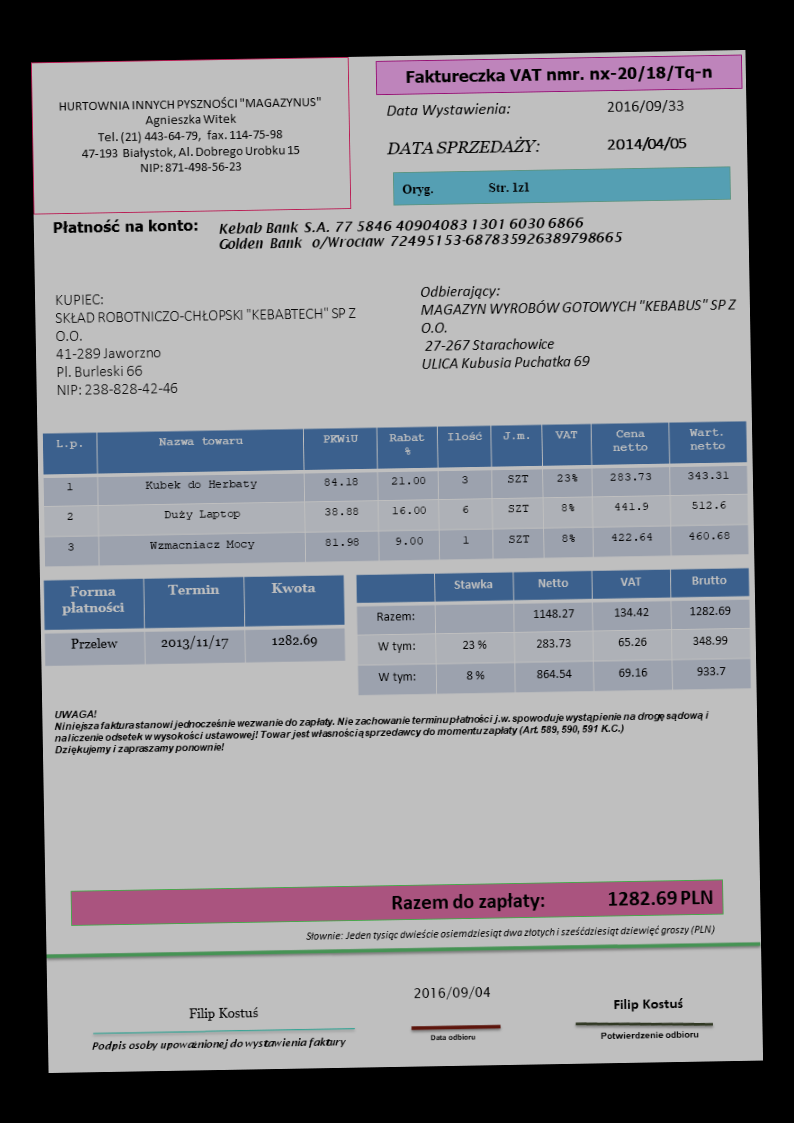 HURTOWNIA INNYCH PYSZNOŚCI "MAGAZYNUS"
Agnieszka Witek
Tel. (21) 443-64-79, fax. 114-75-98
47-193 Białystok, Al. Dobrego Urobku 15
NIP: 871-498-56-23
Faktureczka VAT nmr. nx-20/18/Tq-n
Data Wystawienia: 2016/09/33
DATA SPRZEDAŻY: 2014/04/05
Oryg. Str. 1z1
Płatność na konto: Kebab Bank S.A. 77 5846 40904083 1301 6030 6866
Golden Bank o/Wrocław 72495153-687835926389798665
KUPIEC:
SKŁAD ROBOTNICZO-CHŁOPSKI "KEBABTECH" SP Z
O.O.
41-289 Jaworzno
Pl. Burleski 66
NIP: 238-828-42-46
Odbierający:
MAGAZYN WYROBÓW GOTOWYCH "KEBABUS" SP Z
O.O.
27-267 Starachowice
ULICA Kubusia Puchatka 69
L.p. Nazwa towaru PKWiU Rabat % Ilość J.m. VAT Cena netto Wart. netto
1 Kubek do Herbaty 84.18 21.00 3 SZT 23% 283.73 343.31
2 Duży Laptop 38.88 16.00 6 SZT 8% 441.9 512.6
3 Wzmacniacz Mocy 81.98 9.00 1 SZT 8% 422.64 460.68
Forma płatności Termin Kwota
Przelew 2013/11/17 1282.69
Stawka Netto VAT Brutto
Razem: 1148.27 134.42 1282.69
W tym: 23 % 283.73 65.26 348.99
W tym: 8 % 864.54 69.16 933.7
UWAGA!
Niniejsza faktura stanowi jednocześnie wezwanie do zapłaty. Nie zachowanie terminu płatności j.w. spowoduje wystąpienie na drogę sądową i
naliczenie odsetek w wysokości ustawowej! Towar jest własnością sprzedawcy do momentu zapłaty (Art. 589, 590, 591 K.C.)
Dziękujemy i zapraszamy ponownie!
Razem do zapłaty: 1282.69 PLN
Słownie: Jeden tysiąc dwieście osiemdziesiąt dwa złotych i sześćdziesiąt dziewięć groszy (PLN)
Filip Kostuś
Podpis osoby upoważnionej do wystawienia faktury
2016/09/04
Data odbioru
Filip Kostuś
Potwierdzenie odbioru